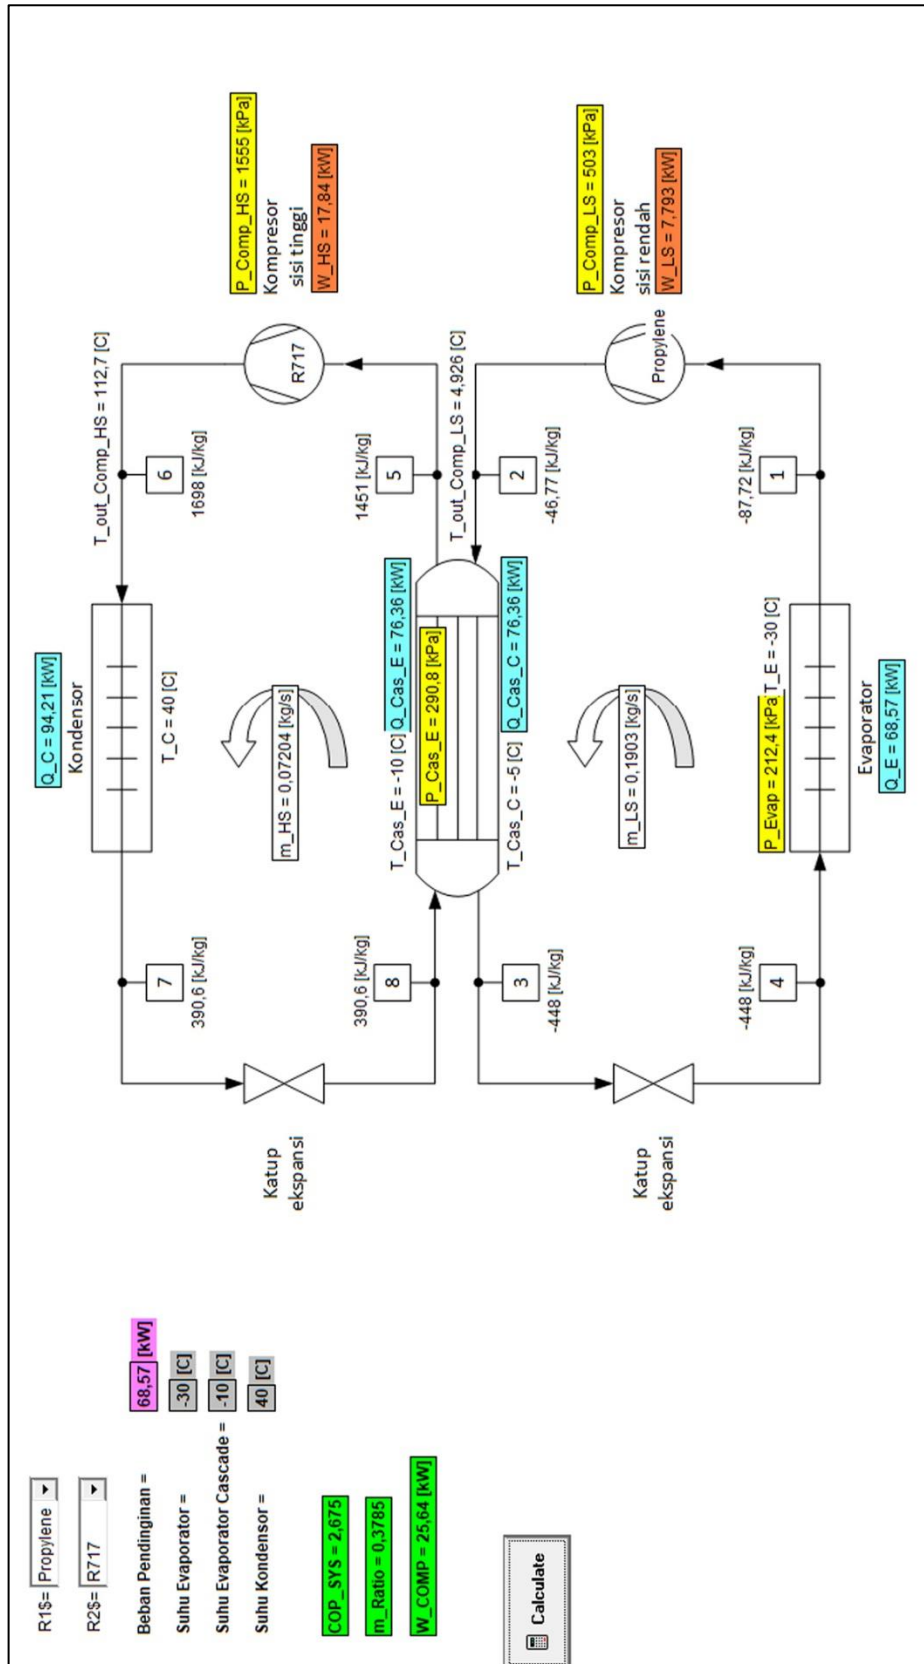 R1$= Propylene
R2$= R717
Beban Pendinginan = 68,57 [kW]
Suhu Evaporator = -30 [C]
Suhu Evaporator Cascade = -10 [C]
Suhu Kondensor = 40 [C]
COP_SYS = 2,675
m_Ratio = 0,3785
W_COMP = 25,64 [kW]
Calculate
Q_C = 94,21 [kW]
Kondensor
T_C = 40 [C]
T_out_Comp_HS = 112,7 [C]
7
390,6 [kJ/kg]
6
1698 [kJ/kg]
P_Comp_HS = 1555 [kPa]
Kompresor
sisi tinggi
W_HS = 17,84 [kW]
R717
Katup
ekspansi
m_HS = 0,07204 [kg/s]
390,6 [kJ/kg]
8
1451 [kJ/kg]
5
T_Cas_E = -10 [C]
Q_Cas_E = 76,36 [kW]
P_Cas_E = 290,8 [kPa]
T_Cas_C = -5 [C]
Q_Cas_C = 76,36 [kW]
T_out_Comp_LS = 4,926 [C]
3
-448 [kJ/kg]
2
-46,77 [kJ/kg]
m_LS = 0,1903 [kg/s]
P_Comp_LS = 503 [kPa]
Kompresor
sisi rendah
W_LS = 7,793 [kW]
Propylene
Katup
ekspansi
-448 [kJ/kg]
4
-87,72 [kJ/kg]
1
P_Evap = 212,4 [kPa]
T_E = -30 [C]
Evaporator
Q_E = 68,57 [kW]